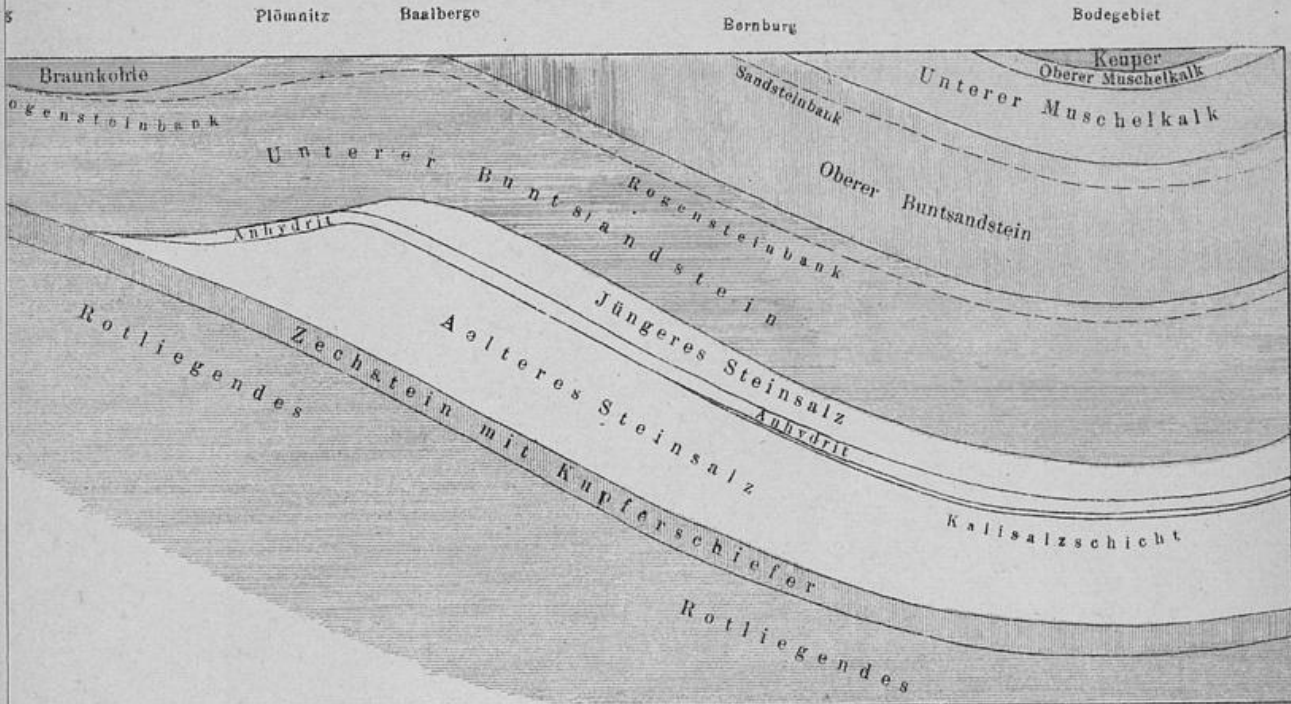 Plömnitz
Baalberge
Bernburg
Bodegebiet
Braunkohle
Keuper
Oberer Muschelkalk
Unterer Muschelkalk
Sandsteinbank
ogensteinbank
Unterer Buntsandstein
Rogensteinbank
Oberer Buntsandstein
Anhydrit
Jüngeres Steinsalz
Aelteres Steinsalz
Anhydrit
Kalisalzschicht
Zechstein mit Kupferschiefer
Rotliegendes
Rotliegendes